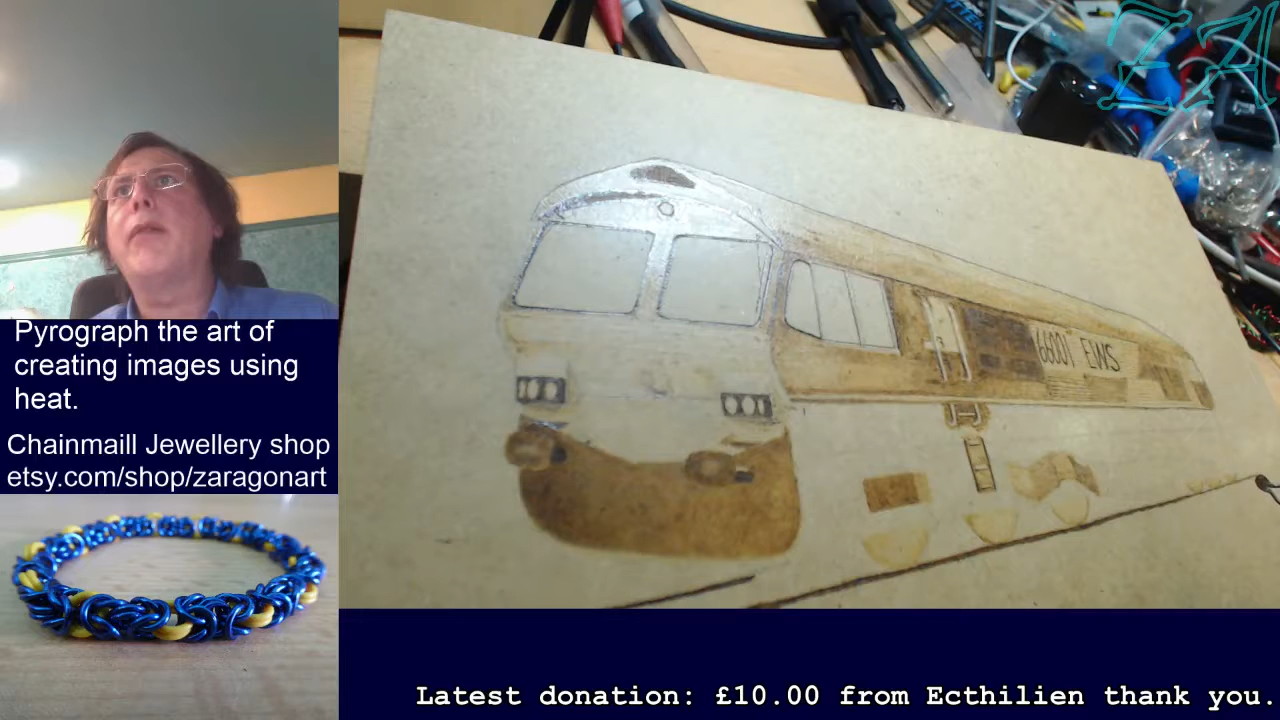 ZA
66001 EWS
Pyrograph the art of
creating images using
heat.
Chainmaill Jewellery shop
etsy.com/shop/zaragonart
Latest donation: £10.00 from Ecthilien thank you.